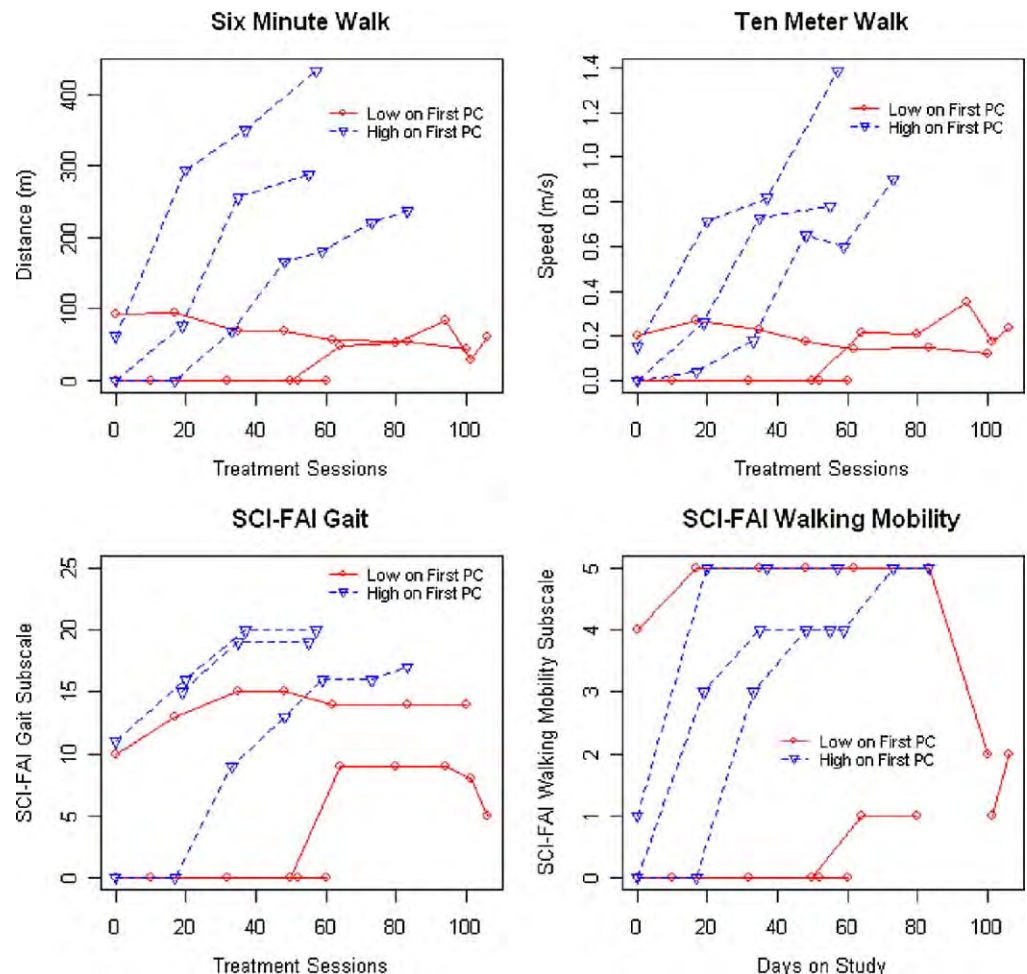 Six Minute Walk
Distance (m)
400
300
200
100
0
Low on First PC
High on First PC
0 20 40 60 80 100
Treatment Sessions
Ten Meter Walk
Speed (m/s)
1.4
1.2
1.0
0.8
0.6
0.4
0.2
0.0
Low on First PC
High on First PC
0 20 40 60 80 100
Treatment Sessions
SCI-FAI Gait
SCI-FAI Gait Subscale
25
20
15
10
5
0
Low on First PC
High on First PC
0 20 40 60 80 100
Treatment Sessions
SCI-FAI Walking Mobility
SCI-FAI Walking Mobility Subscale
5
4
3
2
1
0
Low on First PC
High on First PC
0 20 40 60 80 100
Days on Study